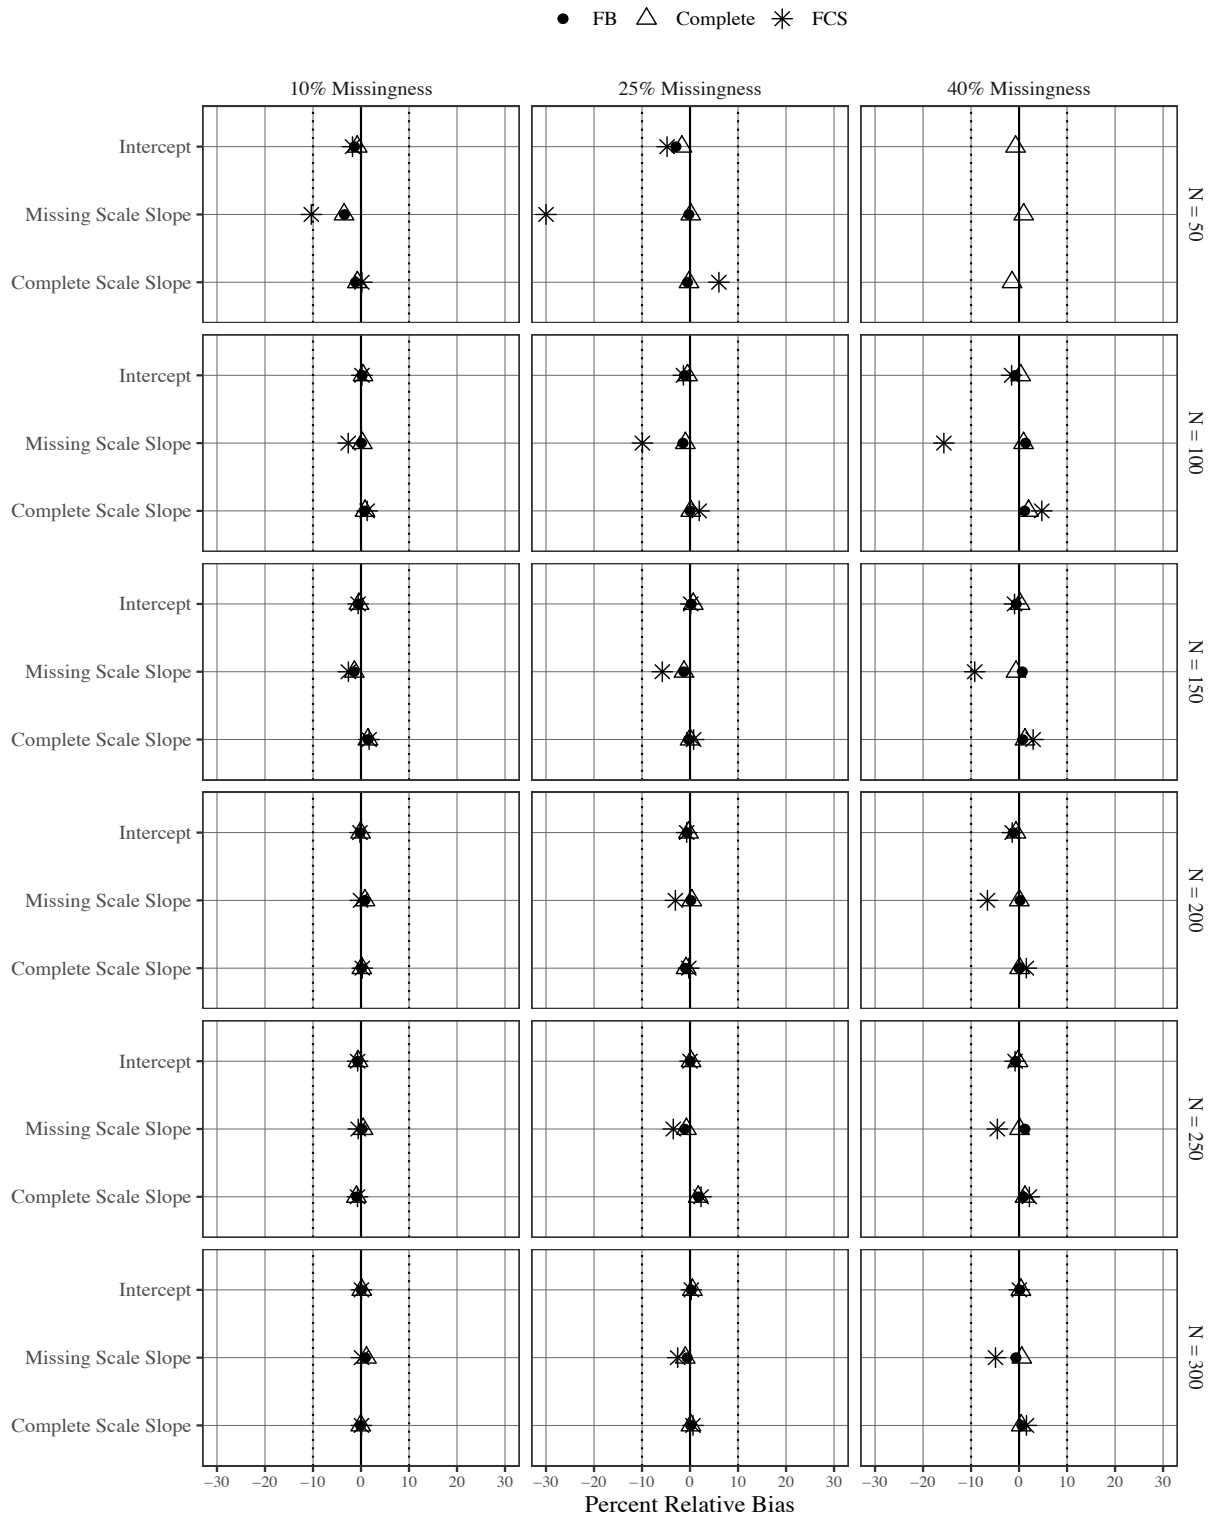 FB Complete FCS
10% Missingness 25% Missingness 40% Missingness
Intercept
Missing Scale Slope
Complete Scale Slope
N = 50
Intercept
Missing Scale Slope
Complete Scale Slope
N = 100
Intercept
Missing Scale Slope
Complete Scale Slope
N = 150
Intercept
Missing Scale Slope
Complete Scale Slope
N = 200
Intercept
Missing Scale Slope
Complete Scale Slope
N = 250
Intercept
Missing Scale Slope
Complete Scale Slope
N = 300
−30 −20 −10 0 10 20 30 −30 −20 −10 0 10 20 30 −30 −20 −10 0 10 20 30
Percent Relative Bias